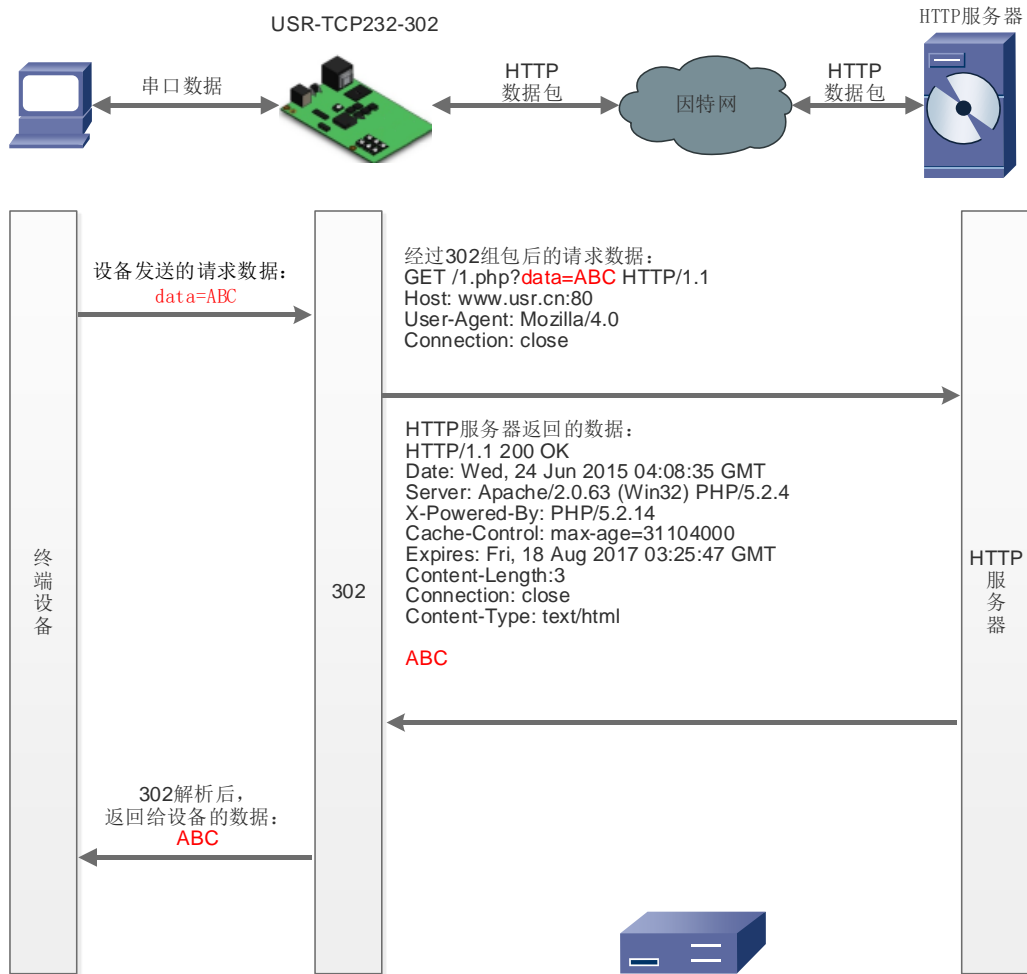 USR-TCP232-302
HTTP服务器
串口数据
HTTP
数据包
因特网
HTTP
数据包
设备发送的请求数据：
data=ABC
经过302组包后的请求数据：
GET /1.php?data=ABC HTTP/1.1
Host: www.usr.cn:80
User-Agent: Mozilla/4.0
Connection: close
HTTP服务器返回的数据：
HTTP/1.1 200 OK
Date: Wed, 24 Jun 2015 04:08:35 GMT
Server: Apache/2.0.63 (Win32) PHP/5.2.4
X-Powered-By: PHP/5.2.14
Cache-Control: max-age=31104000
Expires: Fri, 18 Aug 2017 03:25:47 GMT
Content-Length:3
Connection: close
Content-Type: text/html
ABC
终
端
设
备
302
HTTP
服
务
器
302解析后，
返回给设备的数据：
ABC